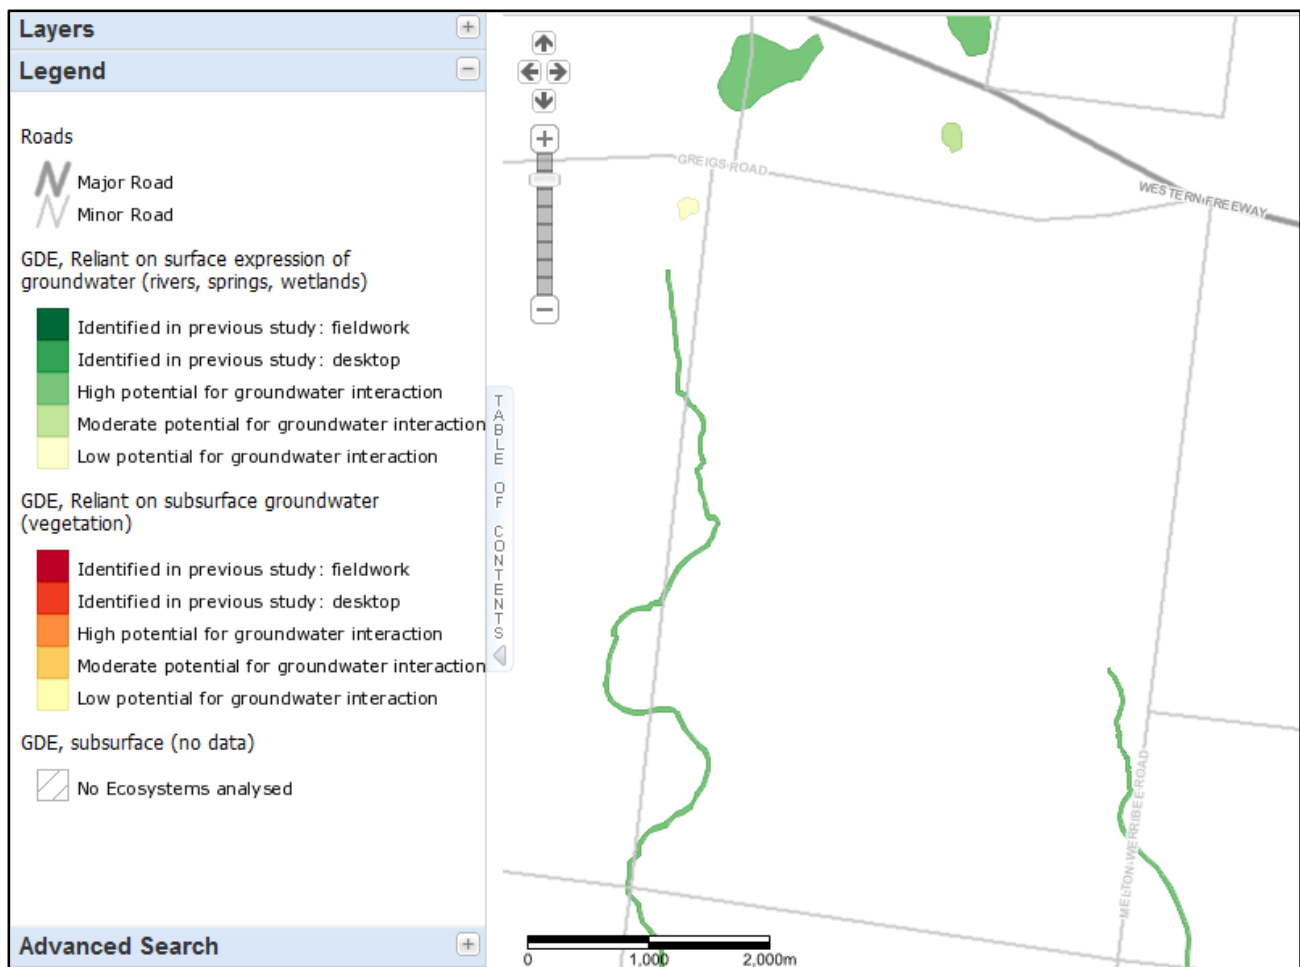 Layers
Legend
Roads
Major Road
Minor Road
GDE, Reliant on surface expression of
groundwater (rivers, springs, wetlands)
Identified in previous study: fieldwork
Identified in previous study: desktop
High potential for groundwater interaction
Moderate potential for groundwater interaction
Low potential for groundwater interaction
GDE, Reliant on subsurface groundwater
(vegetation)
Identified in previous study: fieldwork
Identified in previous study: desktop
High potential for groundwater interaction
Moderate potential for groundwater interaction
Low potential for groundwater interaction
GDE, subsurface (no data)
No Ecosystems analysed
Advanced Search
TABLE OF CONTENTS
GREIGS ROAD
WESTERN FREEWAY
MELTON-WERRIBEE ROAD
0 1,000 2,000m